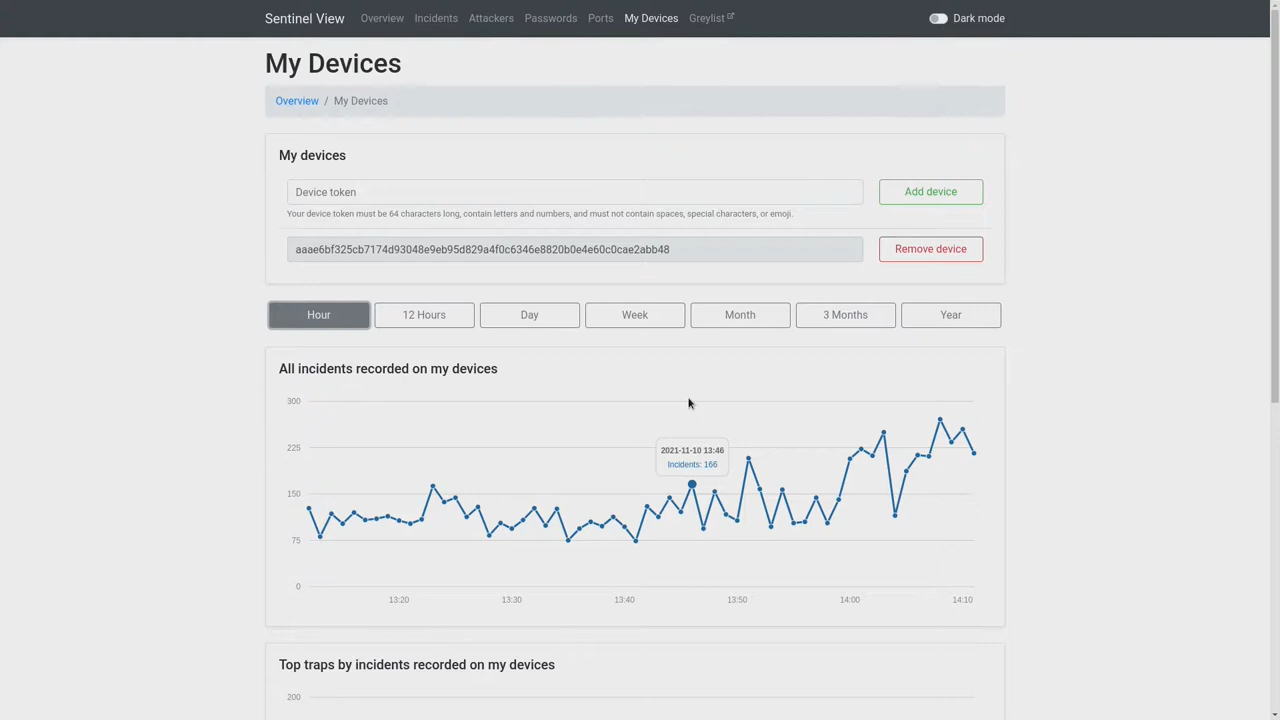 Sentinel View Overview Incidents Attackers Passwords Ports My Devices Greylist Dark mode
My Devices
Overview / My Devices
My devices
Device token Add device
Your device token must be 64 characters long, contain letters and numbers, and must not contain spaces, special characters, or emoji.
aaae6bf325cb7174d93048e9eb95d829a4f0c6346e8820b0e4e60c0cae2abb48 Remove device
Hour 12 Hours Day Week Month 3 Months Year
All incidents recorded on my devices
300
225
2021-11-10 13:46
Incidents: 166
150
75
0
13:20 13:30 13:40 13:50 14:00 14:10
Top traps by incidents recorded on my devices
200